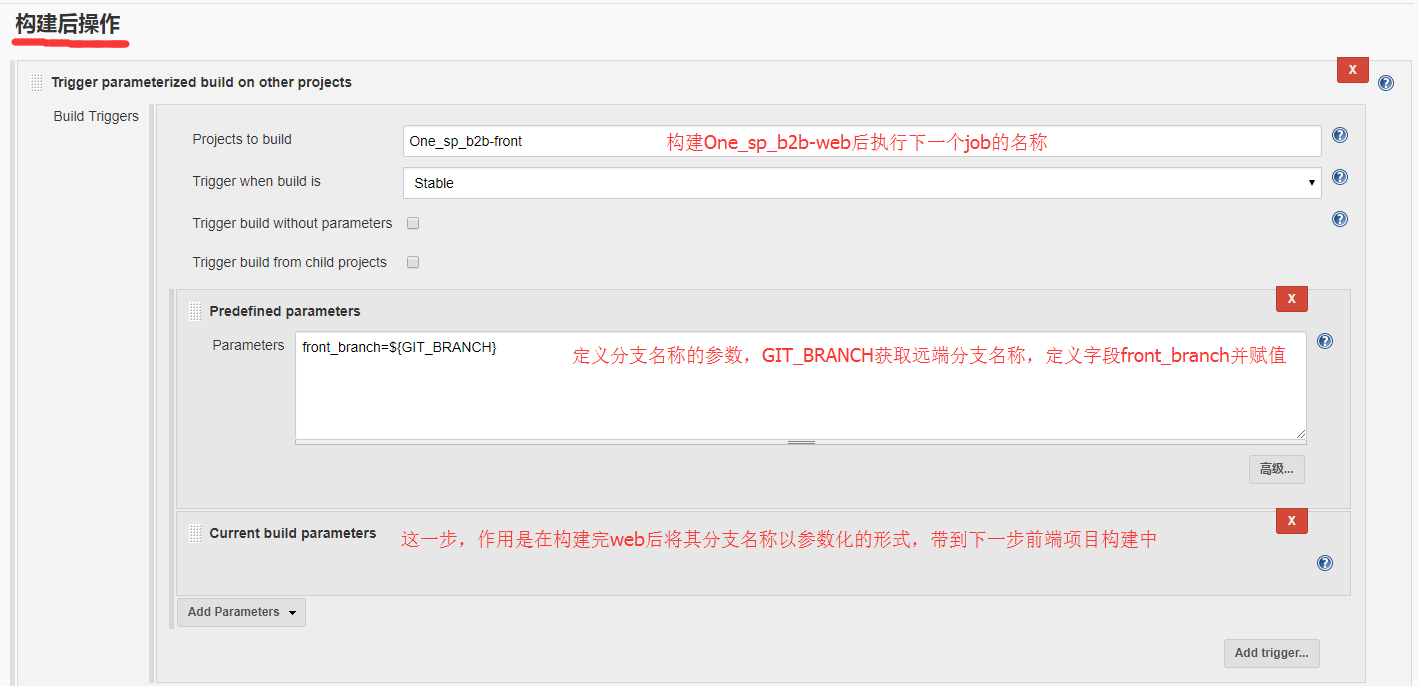 构建后操作
Trigger parameterized build on other projects
X
Build Triggers
Projects to build
One_sp_b2b-front
构建One_sp_b2b-web后执行下一个job的名称
Trigger when build is
Stable
Trigger build without parameters
Trigger build from child projects
Predefined parameters
X
Parameters
front_branch=${GIT_BRANCH}
定义分支名称的参数，GIT_BRANCH获取远端分支名称，定义字段front_branch并赋值
高级...
Current build parameters
这一步，作用是在构建完web后将其分支名称以参数化的形式，带到下一步前端项目构建中
X
Add Parameters
Add trigger...